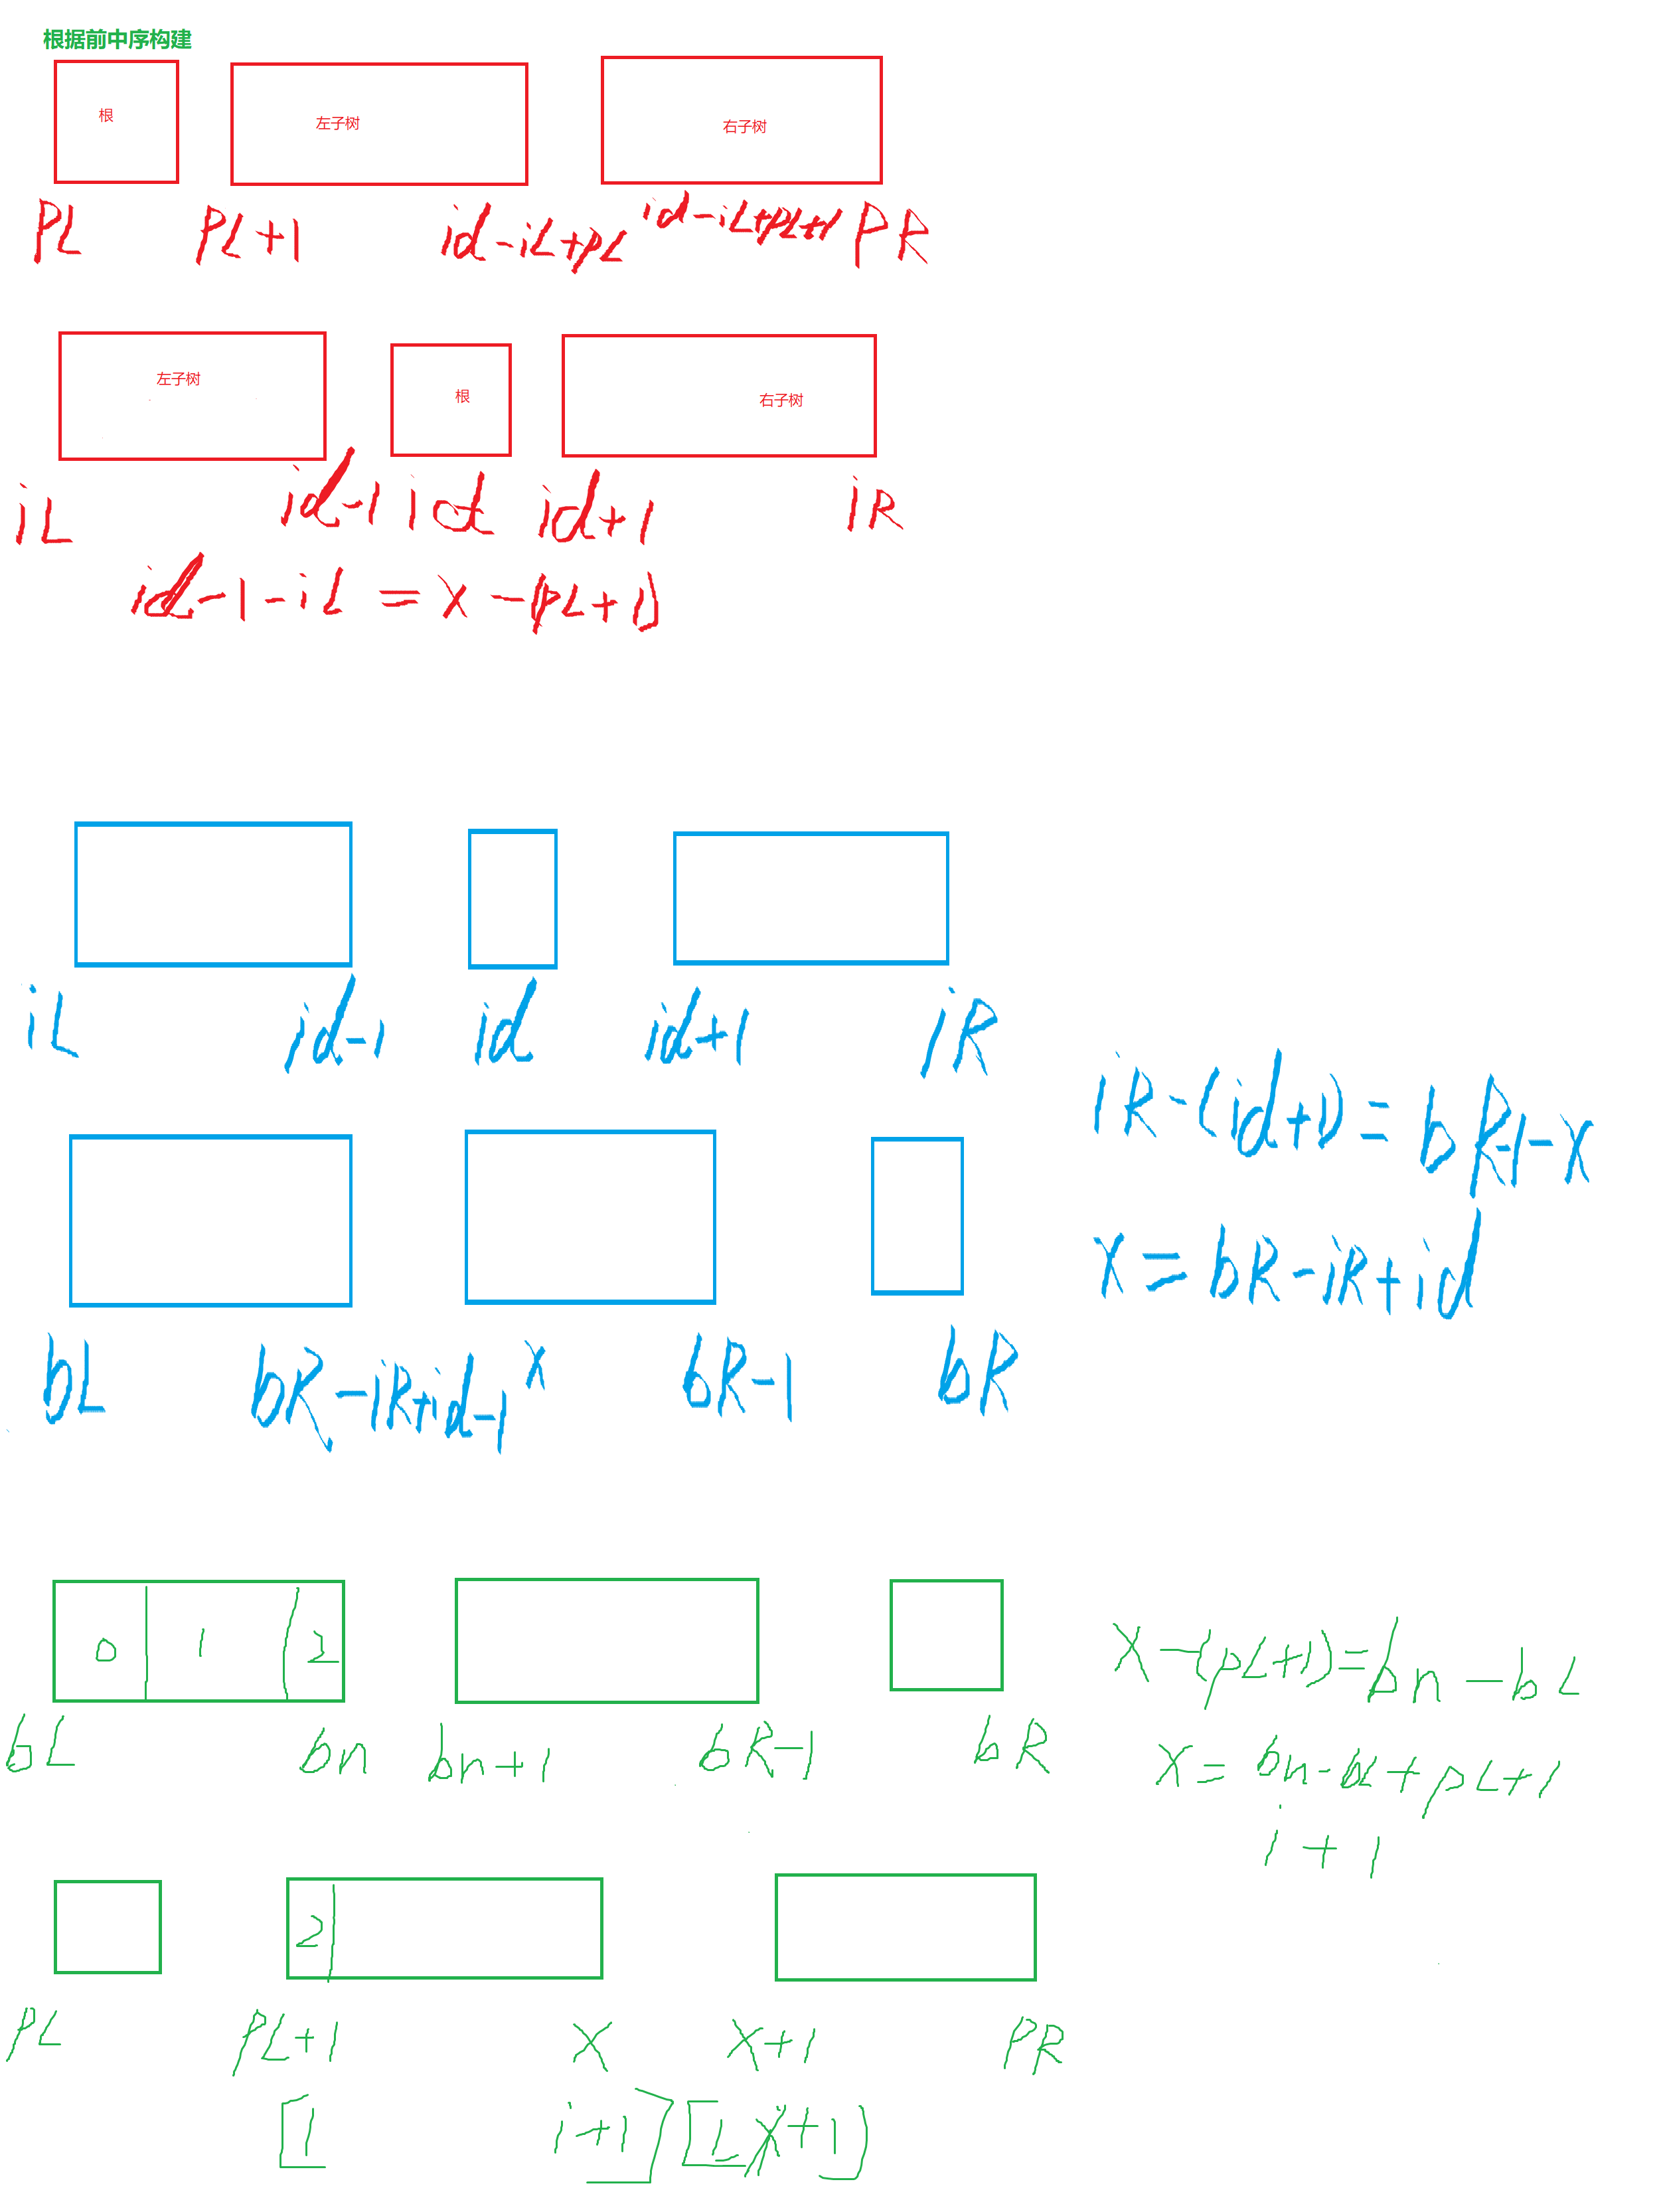 根据前中序构建
根 左子树 右子树
PL PL+1 id-iL+PL id-iL+PL+1 PR
左子树 根 右子树
iL id-1 id id+1 iR
id-1-iL=X-(PL+1)
iL id-1 id id+1 iR
iR-(id+1)=bR-1-X
X=bR-iR+id
bL bR-iR+id-1 X bR-1 bR
0 1 2
X-(pL+1)=bn-bL
bL bn bn+1 bR-1 bR
X=bn-bL+pL+1
i+1
2
PL PL+1 X X+1 PR
[1 i+1]